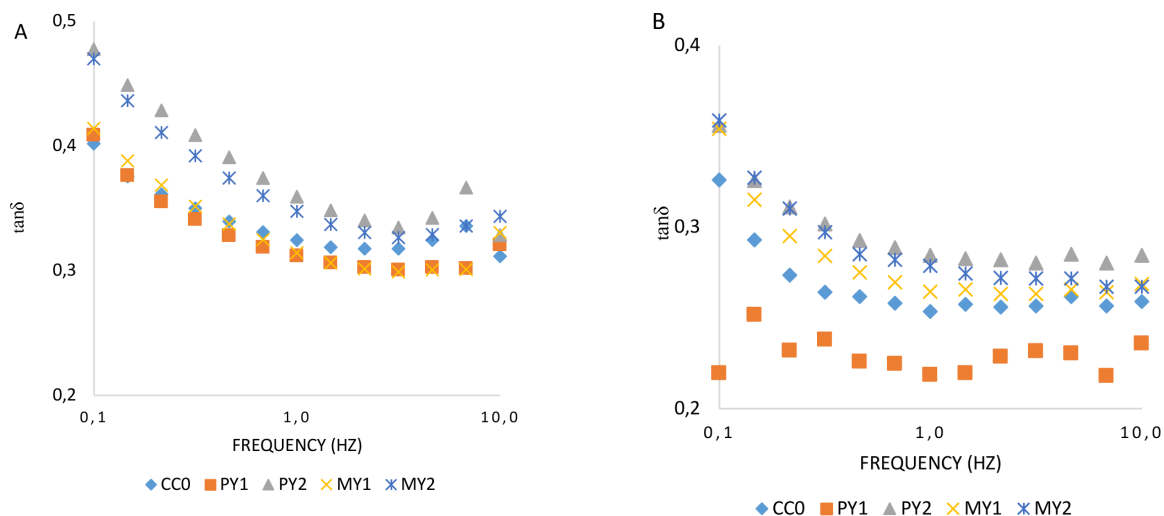 A
0,5
0,4
0,3
0,2
tanδ
0,1
1,0
10,0
FREQUENCY (HZ)
CC0 PY1 PY2 MY1 MY2
B
0,4
0,3
0,2
tanδ
0,1
1,0
10,0
FREQUENCY (HZ)
CC0 PY1 PY2 MY1 MY2